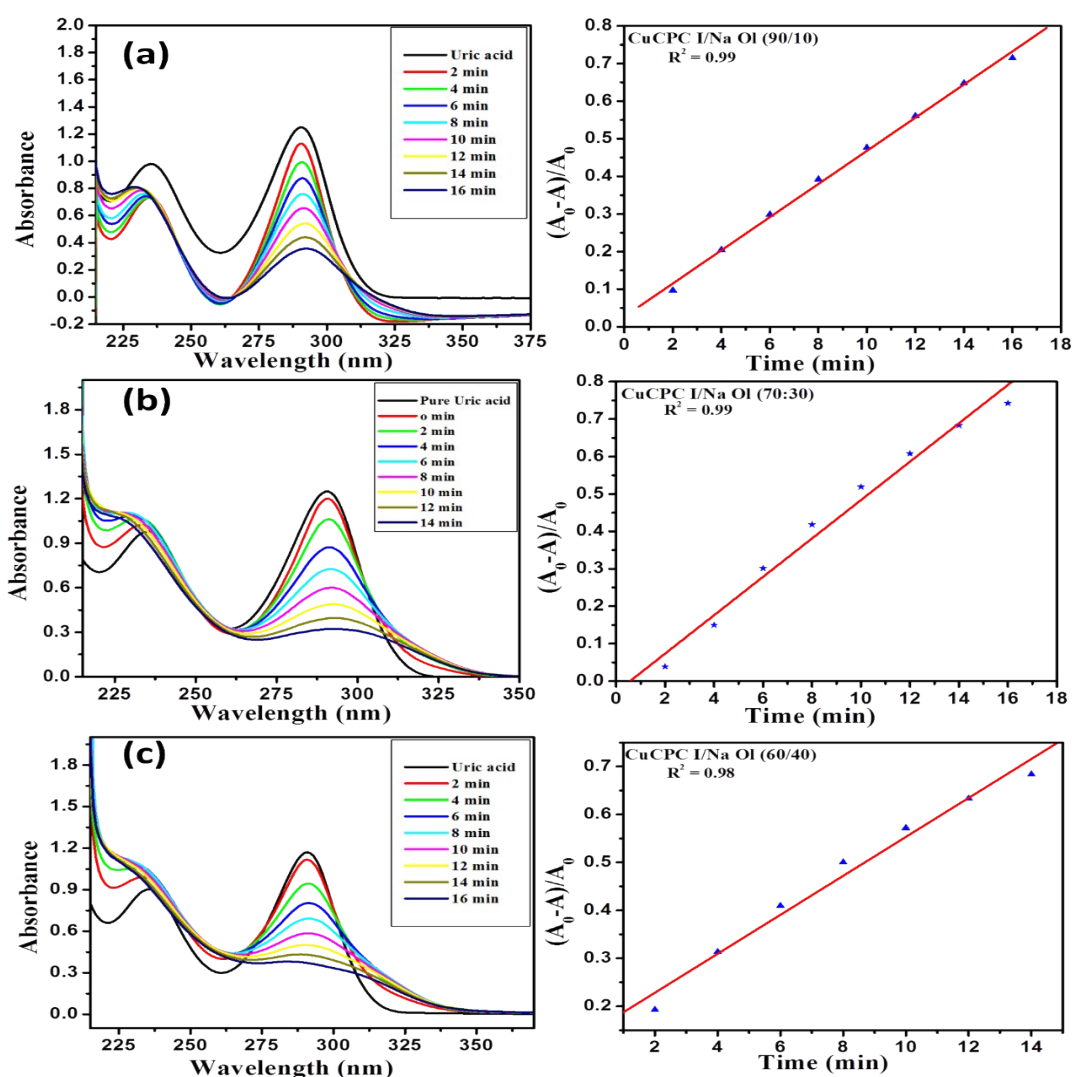 (a)
Uric acid
2 min
4 min
6 min
8 min
10 min
12 min
14 min
16 min
2.0
1.8
1.6
1.4
1.2
1.0
0.8
0.6
0.4
0.2
0.0
-0.2
Absorbance
225 250 275 300 325 350 375
Wavelength (nm)
CuCPC I/Na Ol (90/10)
R² = 0.99
0.8
0.7
0.6
0.5
0.4
0.3
0.2
0.1
0.0
(A₀-A)/A₀
0 2 4 6 8 10 12 14 16 18
Time (min)
(b)
Pure Uric acid
o min
2 min
4 min
6 min
8 min
10 min
12 min
14 min
1.8
1.5
1.2
0.9
0.6
0.3
0.0
Absorbance
225 250 275 300 325 350
Wavelength (nm)
CuCPC I/Na Ol (70:30)
R² = 0.99
0.8
0.7
0.6
0.5
0.4
0.3
0.2
0.1
0.0
(A₀-A)/A₀
0 2 4 6 8 10 12 14 16 18
Time (min)
(c)
Uric acid
2 min
4 min
6 min
8 min
10 min
12 min
14 min
16 min
1.8
1.5
1.2
0.9
0.6
0.3
0.0
Absorbance
225 250 275 300 325 350
Wavelength (nm)
CuCPC I/Na Ol (60/40)
R² = 0.98
0.7
0.6
0.5
0.4
0.3
0.2
(A₀-A)/A₀
2 4 6 8 10 12 14
Time (min)